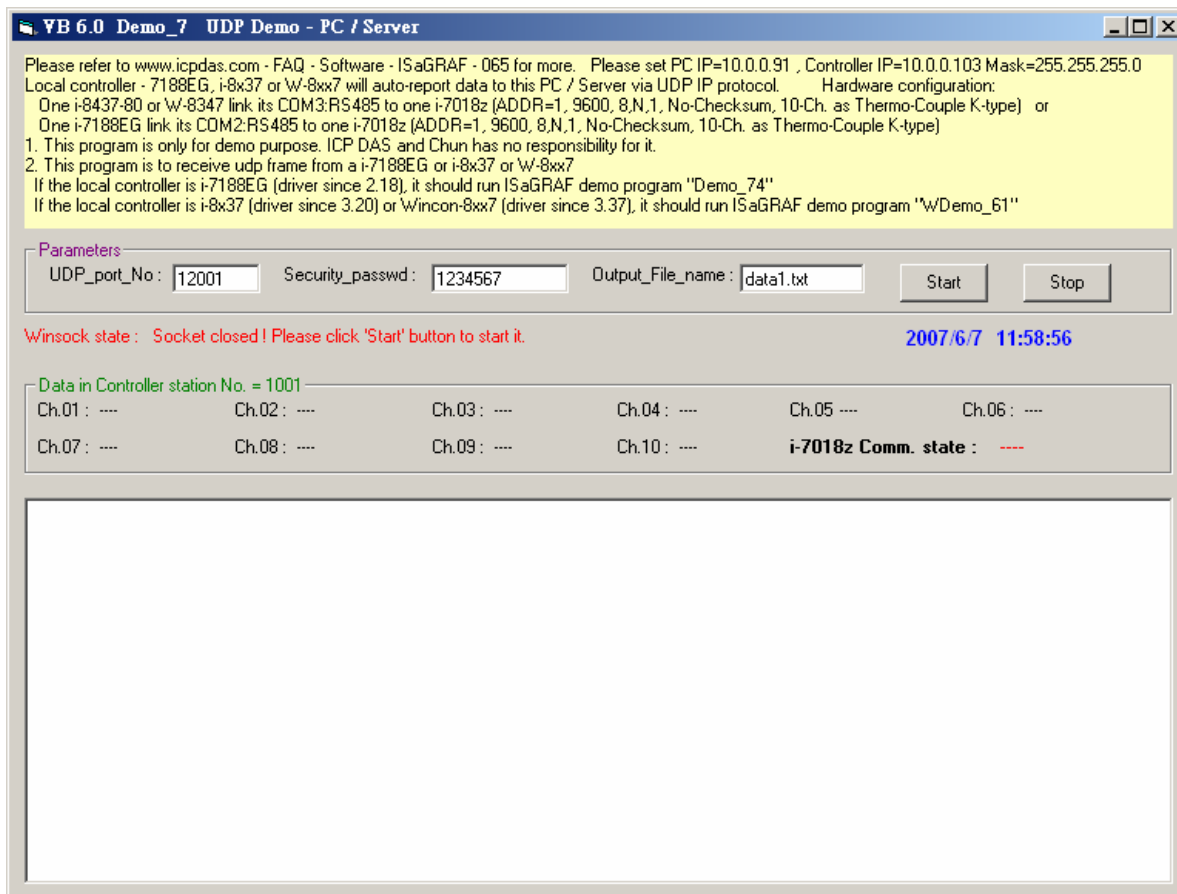 VB 6.0 Demo_7 UDP Demo - PC / Server
Please refer to www.icpdas.com - FAQ - Software - ISaGRAF - 065 for more. Please set PC IP=10.0.0.91 , Controller IP=10.0.0.103 Mask=255.255.255.0
Local controller - 7188EG, i-8x37 or W-8xx7 will auto-report data to this PC / Server via UDP IP protocol. Hardware configuration:
One i-8437-80 or W-8347 link its COM3:RS485 to one i-7018z (ADDR=1, 9600, 8,N,1, No-Checksum, 10-Ch. as Thermo-Couple K-type) or
One i-7188EG link its COM2:RS485 to one i-7018z (ADDR=1, 9600, 8,N,1, No-Checksum, 10-Ch. as Thermo-Couple K-type)
1. This program is only for demo purpose. ICP DAS and Chun has no responsibility for it.
2. This program is to receive udp frame from a i-7188EG or i-8x37 or W-8xx7
If the local controller is i-7188EG (driver since 2.18), it should run ISaGRAF demo program "Demo_74"
If the local controller is i-8x37 (driver since 3.20) or Wincon-8xx7 (driver since 3.37), it should run ISaGRAF demo program "WDemo_61"
Parameters
UDP_port_No : 12001 Security_passwd : 1234567 Output_File_name : data1.txt Start Stop
Winsock state : Socket closed ! Please click 'Start' button to start it. 2007/6/7 11:58:56
Data in Controller station No. = 1001
Ch.01 : ---- Ch.02 : ---- Ch.03 : ---- Ch.04 : ---- Ch.05 ---- Ch.06 : ----
Ch.07 : ---- Ch.08 : ---- Ch.09 : ---- Ch.10 : ---- i-7018z Comm. state : ----